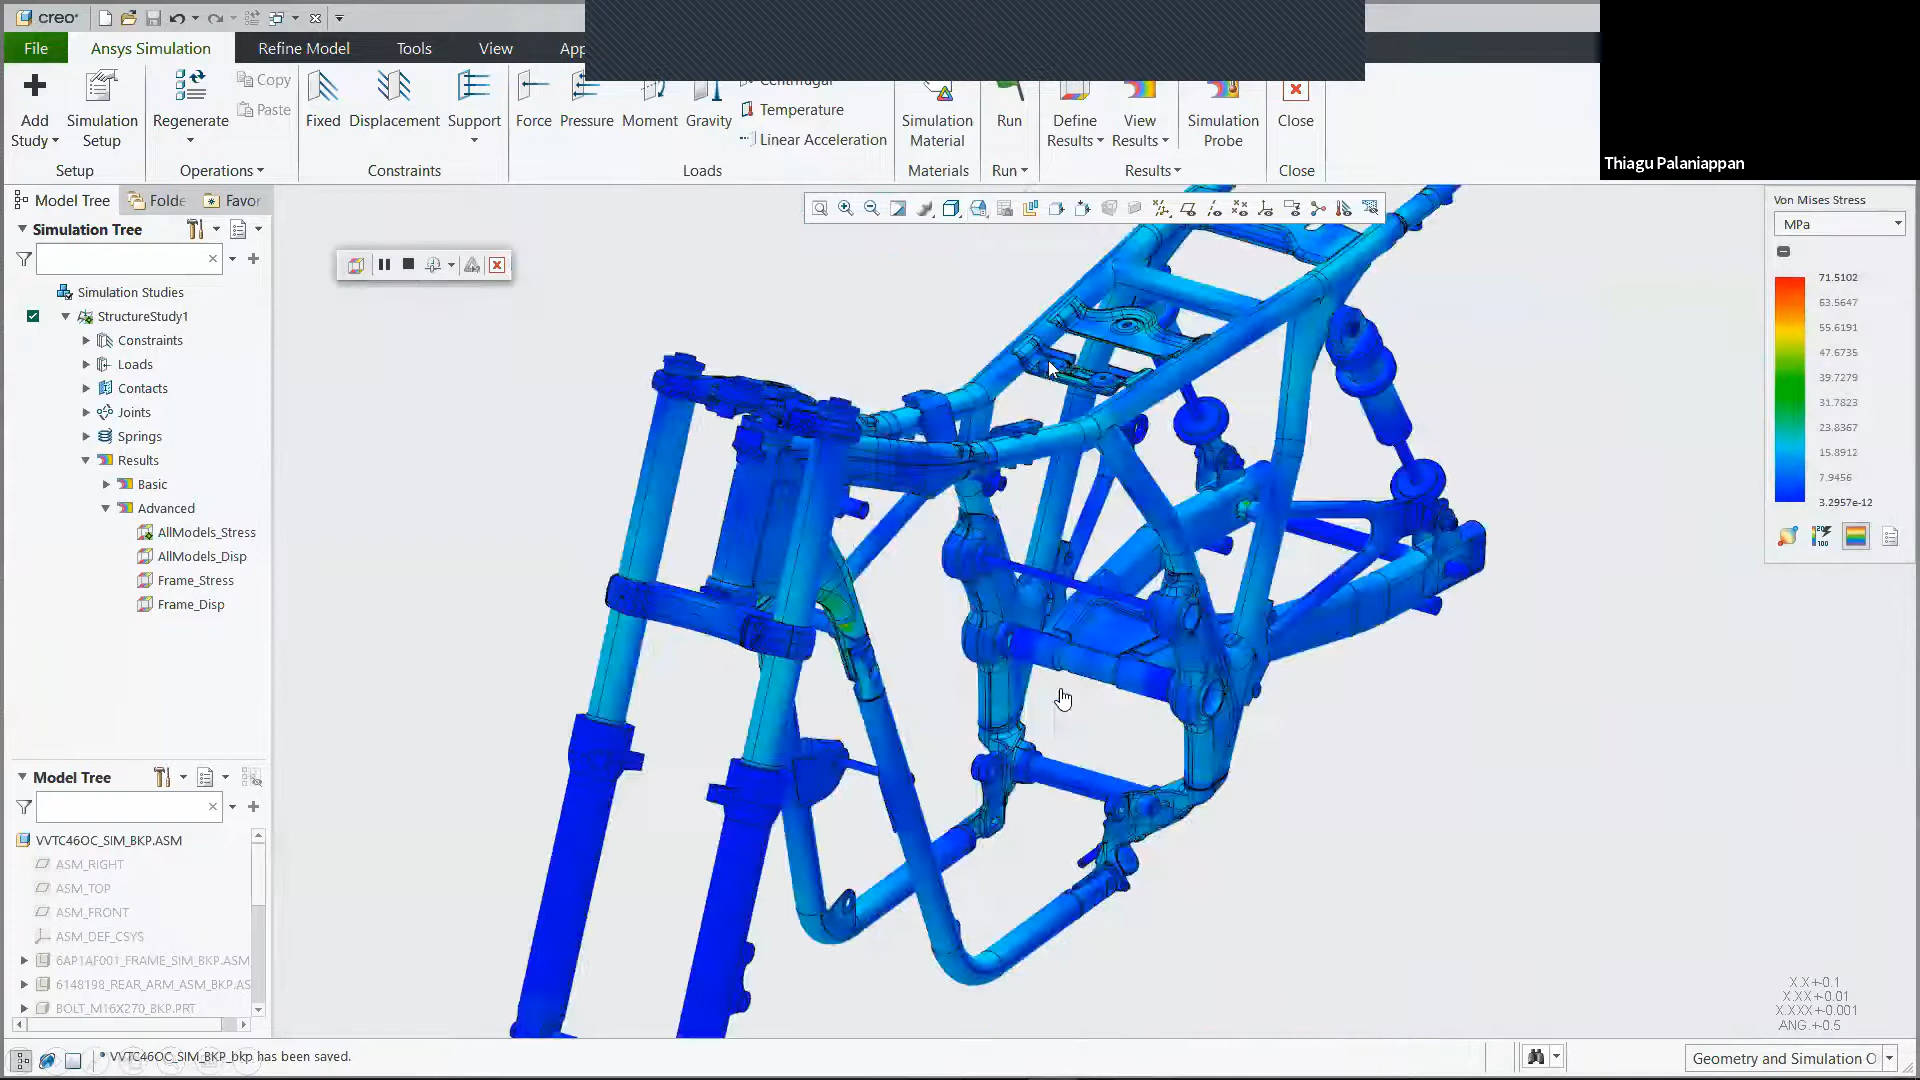 creo
File
Ansys Simulation
Refine Model
Tools
View
App
Add Study
Simulation Setup
Regenerate
Copy
Paste
Fixed
Displacement
Support
Force
Pressure
Moment
Gravity
Centrifugal
Temperature
Linear Acceleration
Simulation Material
Run
Define Results
View Results
Simulation Probe
Close
Setup
Operations
Constraints
Loads
Materials
Run
Results
Close
Thiagu Palaniappan
Model Tree
Folde
Favor
Simulation Tree
Simulation Studies
StructureStudy1
Constraints
Loads
Contacts
Joints
Springs
Results
Basic
Advanced
AllModels_Stress
AllModels_Disp
Frame_Stress
Frame_Disp
Von Mises Stress
MPa
71.5102
63.5647
55.6191
47.6735
39.7279
31.7823
23.8367
15.8912
7.9456
3.2957e-12
Model Tree
VVTC46OC_SIM_BKP.ASM
ASM_RIGHT
ASM_TOP
ASM_FRONT
ASM_DEF_CSYS
6AP1AF001_FRAME_SIM_BKP.ASM
6148198_REAR_ARM_ASM_BKP.AS
BOLT_M16X270_BKP.PRT
X.X+-0.1
X.XX+-0.01
X.XXX+-0.001
ANG.+-0.5
• VVTC46OC_SIM_BKP_bkp has been saved.
Geometry and Simulation O